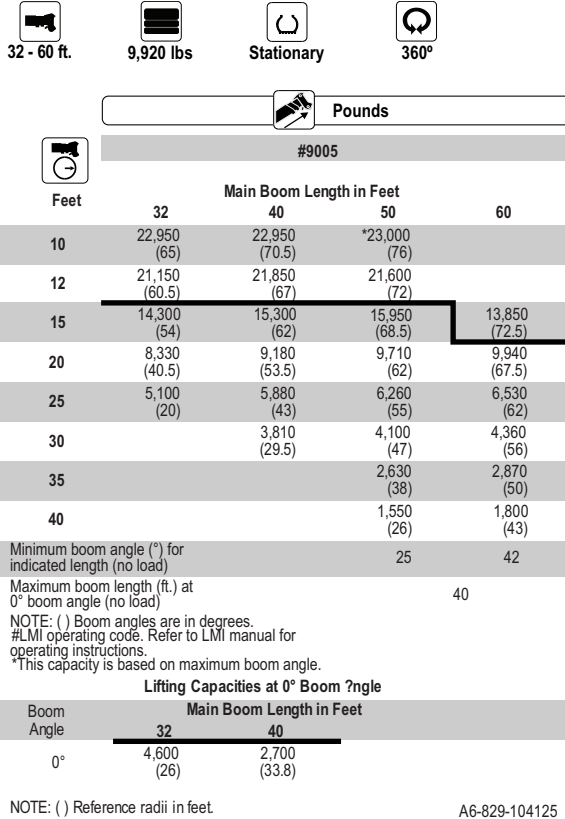 32 - 60 ft. 9,920 lbs Stationary 360º
Pounds
#9005
Feet
Main Boom Length in Feet
32 40 50 60
10 22,950 (65) 22,950 (70.5) *23,000 (76)
12 21,150 (60.5) 21,850 (67) 21,600 (72)
15 14,300 (54) 15,300 (62) 15,950 (68.5) 13,850 (72.5)
20 8,330 (40.5) 9,180 (53.5) 9,710 (62) 9,940 (67.5)
25 5,100 (20) 5,880 (43) 6,260 (55) 6,530 (62)
30 3,810 (29.5) 4,100 (47) 4,360 (56)
35 2,630 (38) 2,870 (50)
40 1,550 (26) 1,800 (43)
Minimum boom angle (°) for
indicated length (no load) 25 42
Maximum boom length (ft.) at
0° boom angle (no load) 40
NOTE: ( ) Boom angles are in degrees.
#LMI operating code. Refer to LMI manual for
operating instructions.
*This capacity is based on maximum boom angle.
Lifting Capacities at 0° Boom ?ngle
Boom
Angle
Main Boom Length in Feet
32 40
0° 4,600 (26) 2,700 (33.8)
NOTE: ( ) Reference radii in feet.
A6-829-104125